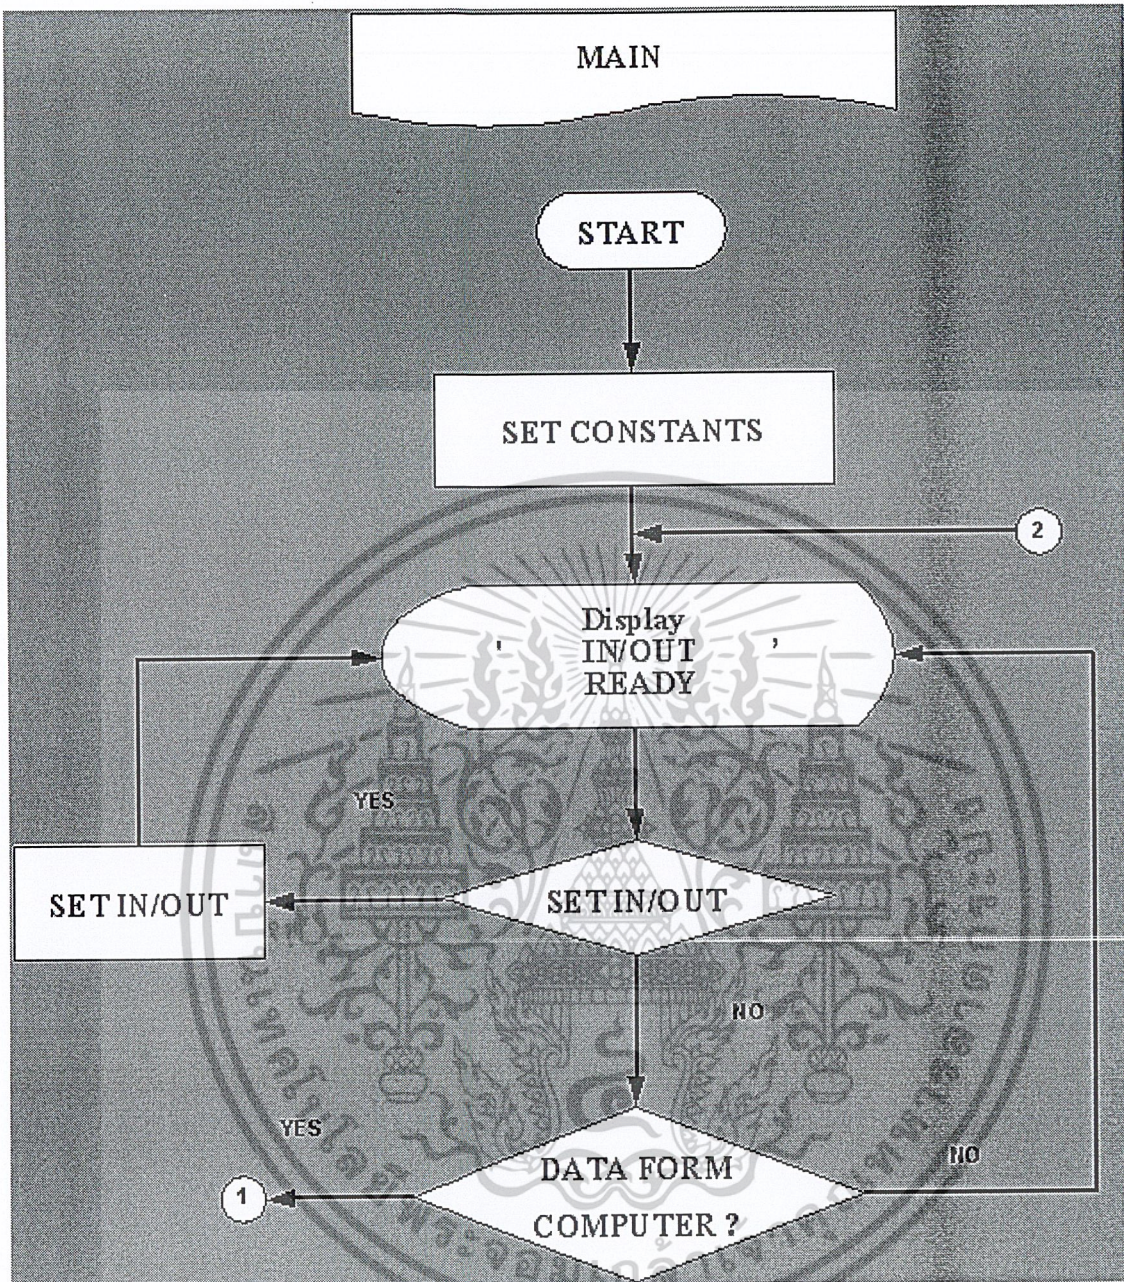 MAIN
START
SET CONSTANTS
2
Display
' IN/OUT '
READY
YES
SET IN/OUT
SET IN/OUT
NO
YES
NO
1
DATA FORM
COMPUTER ?